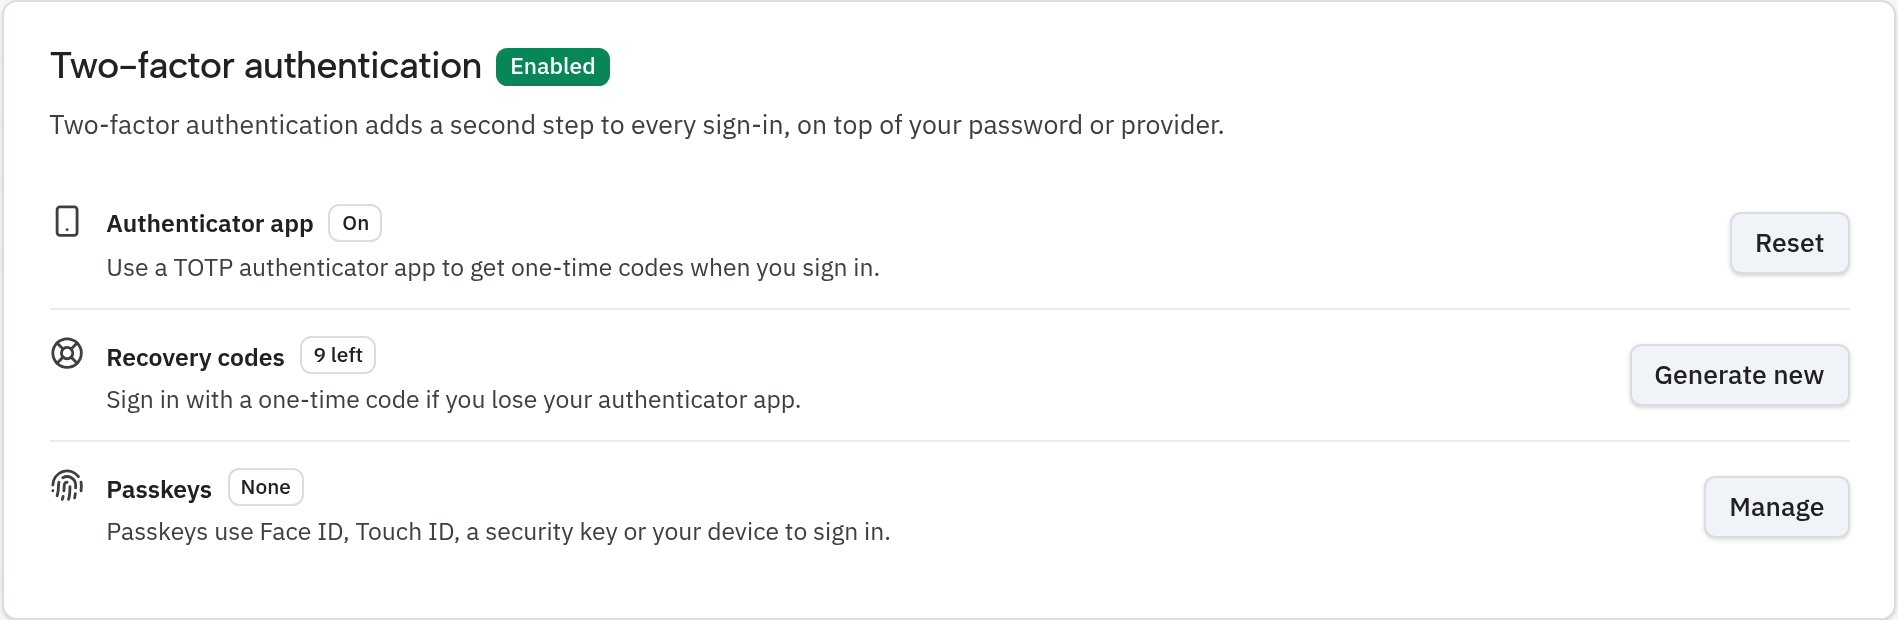 Two-factor authentication Enabled
Two-factor authentication adds a second step to every sign-in, on top of your password or provider.
Authenticator app On
Use a TOTP authenticator app to get one-time codes when you sign in.
Reset
Recovery codes 9 left
Sign in with a one-time code if you lose your authenticator app.
Generate new
Passkeys None
Passkeys use Face ID, Touch ID, a security key or your device to sign in.
Manage